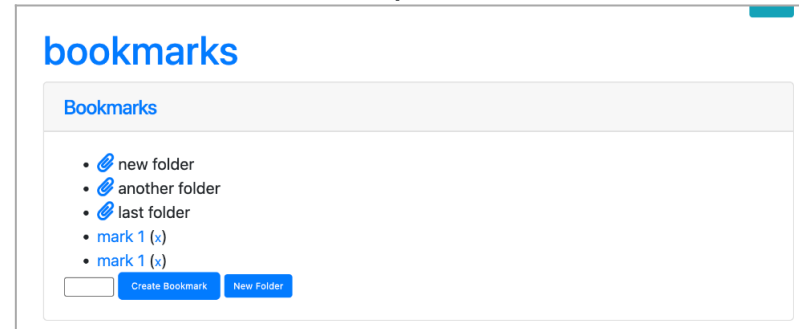 bookmarks
Bookmarks
new folder
another folder
last folder
mark 1 (x)
mark 1 (x)
Create Bookmark New Folder